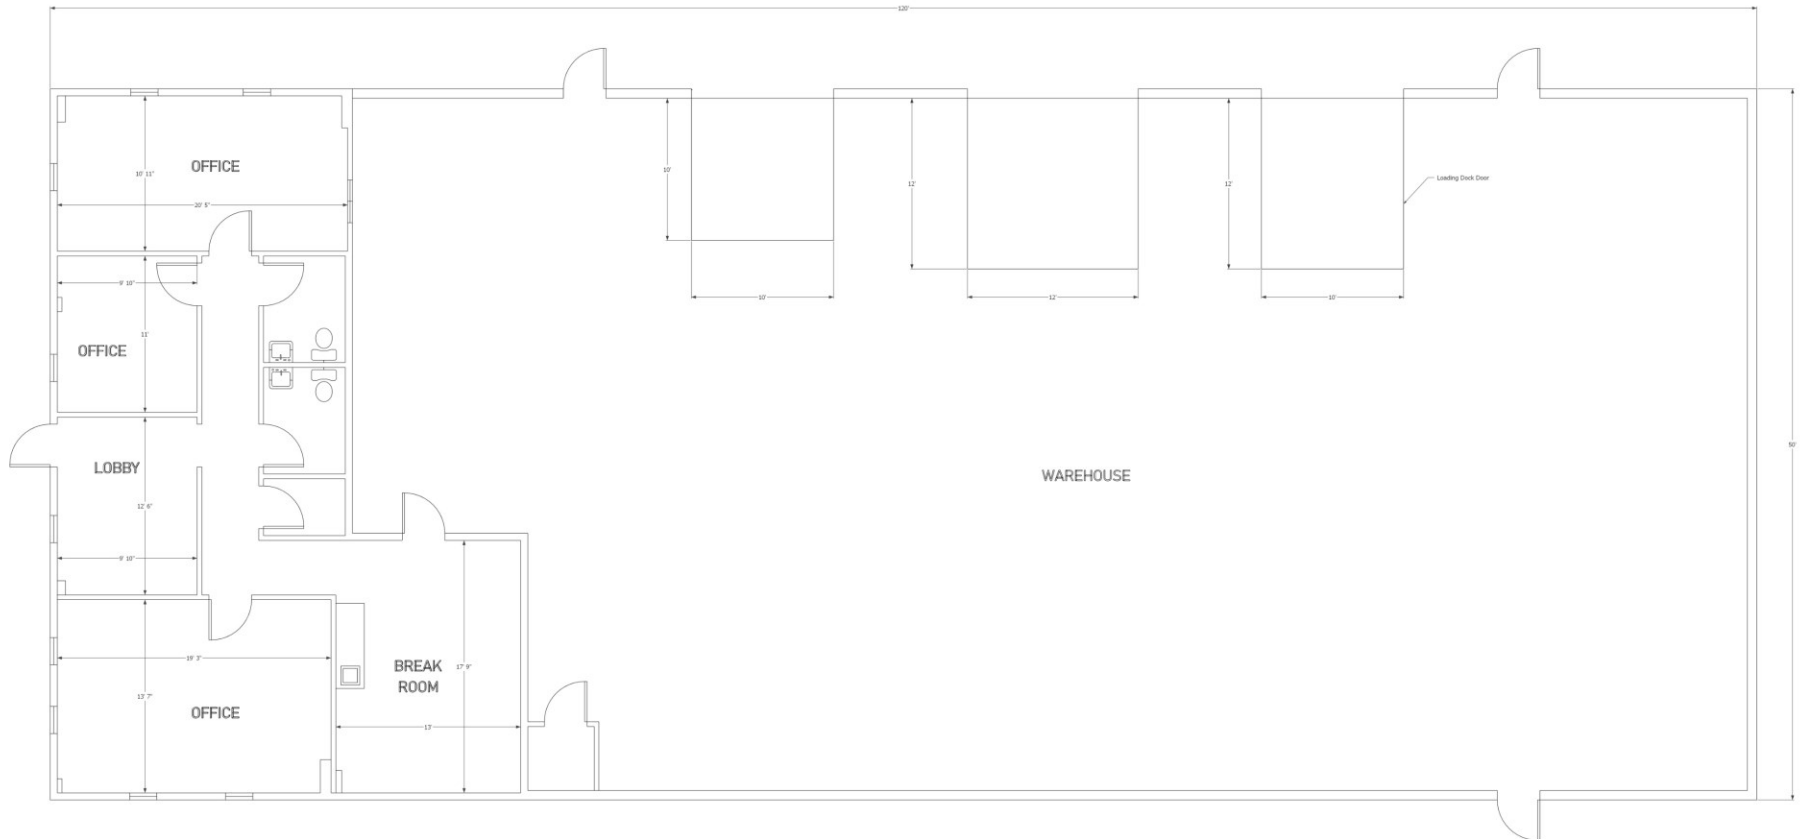 120'
OFFICE
10' 11"
20' 5"
10'
12'
12'
Loading Dock Door
9' 10"
10'
12'
10'
11'
OFFICE
50'
LOBBY
WAREHOUSE
12' 6"
9' 10"
19' 3"
BREAK
ROOM
17' 9"
13' 7"
OFFICE
13'